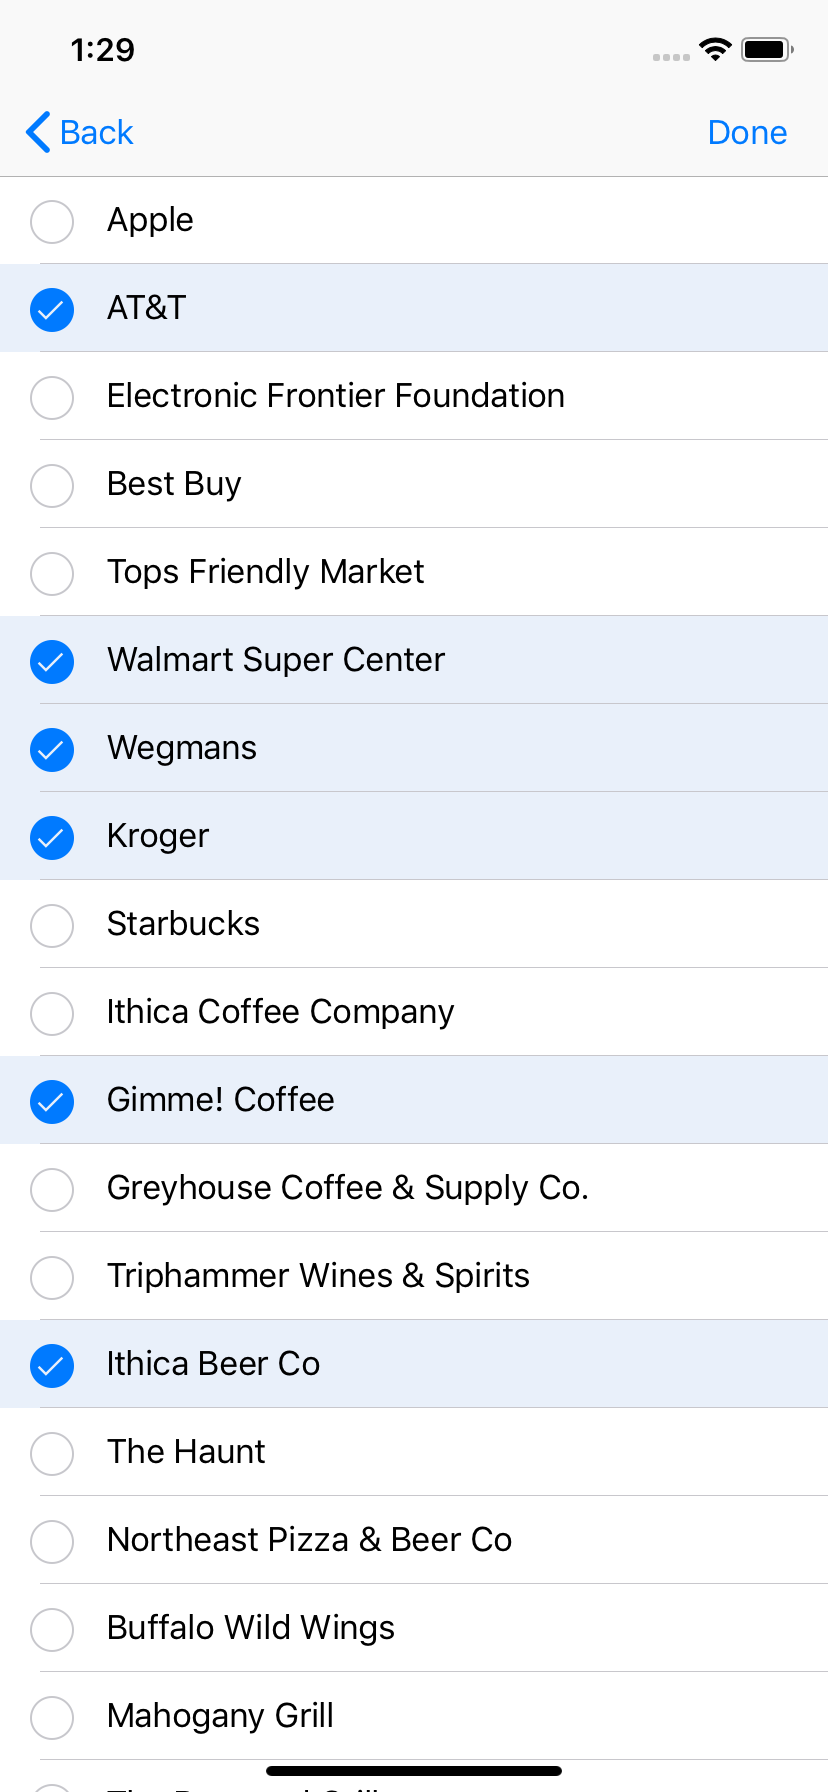 1:29
Back
Done
Apple
AT&T
Electronic Frontier Foundation
Best Buy
Tops Friendly Market
Walmart Super Center
Wegmans
Kroger
Starbucks
Ithica Coffee Company
Gimme! Coffee
Greyhouse Coffee & Supply Co.
Triphammer Wines & Spirits
Ithica Beer Co
The Haunt
Northeast Pizza & Beer Co
Buffalo Wild Wings
Mahogany Grill